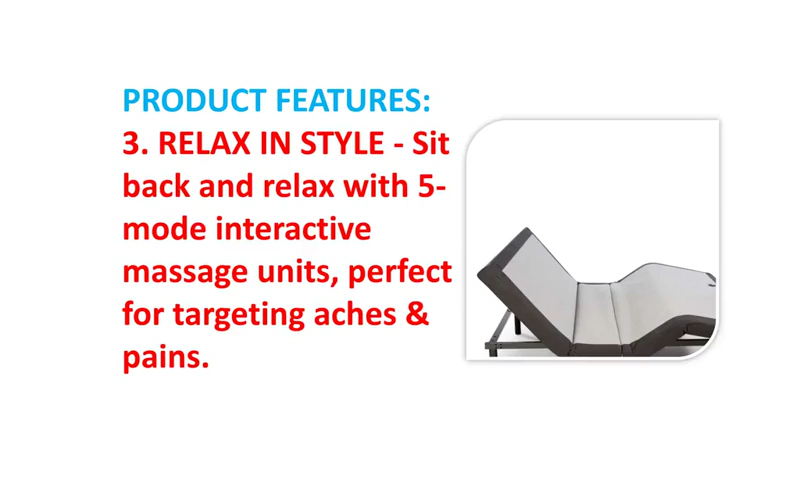 PRODUCT FEATURES:
3. RELAX IN STYLE - Sit
back and relax with 5-
mode interactive
massage units, perfect
for targeting aches &
pains.